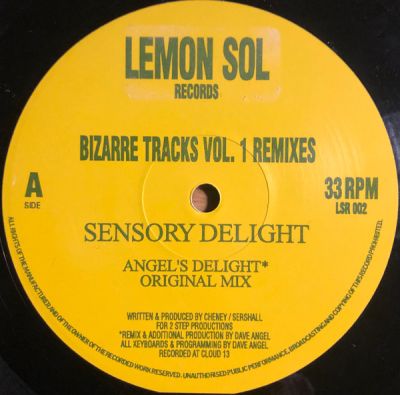 LEMON SOL
RECORDS
BIZARRE TRACKS VOL. 1 REMIXES
A
SIDE
33 RPM
LSR 002
SENSORY DELIGHT
ANGEL'S DELIGHT*
ORIGINAL MIX
WRITTEN & PRODUCED BY CHENEY / SERSHALL
FOR 2 STEP PRODUCTIONS
*REMIX & ADDITIONAL PRODUCTION BY DAVE ANGEL
ALL KEYBOARDS & PROGRAMMING BY DAVE ANGEL
RECORDED AT CLOUD 13
ALL RIGHTS OF THE MANUFACTURER AND OF THE OWNER OF THE RECORDED WORK RESERVED. UNAUTHORISED PUBLIC PERFORMANCE, BROADCASTING AND COPYING OF THIS RECORD PROHIBITED.